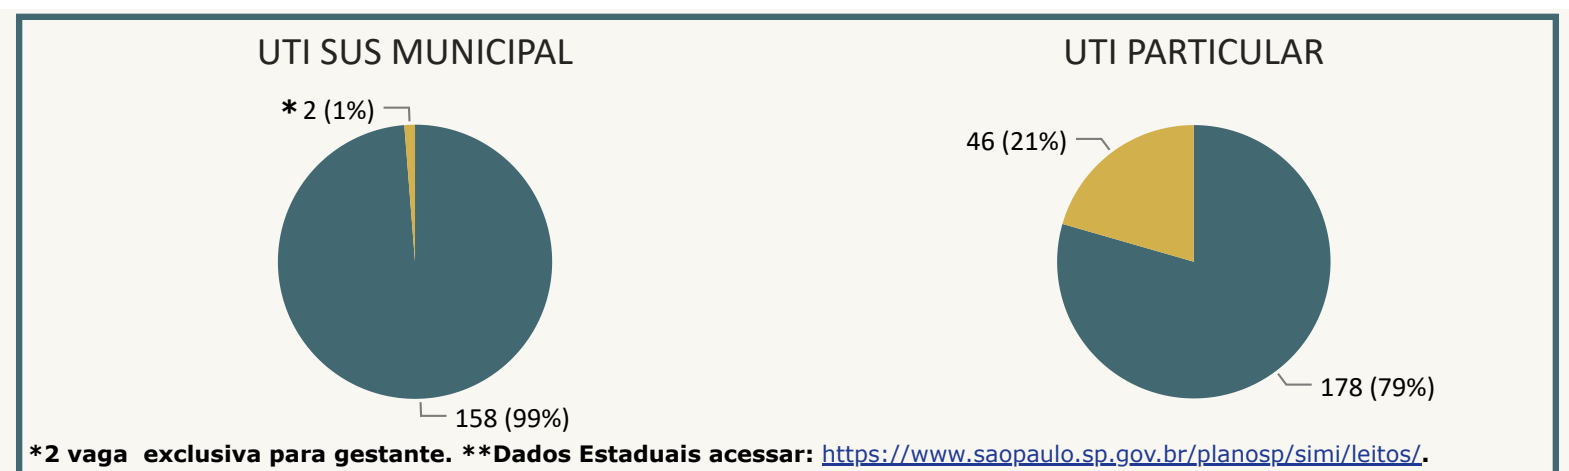 UTI SUS MUNICIPAL
* 2 (1%)
158 (99%)
UTI PARTICULAR
46 (21%)
178 (79%)
*2 vaga  exclusiva para gestante. **Dados Estaduais acessar: https://www.saopaulo.sp.gov.br/planosp/simi/leitos/.